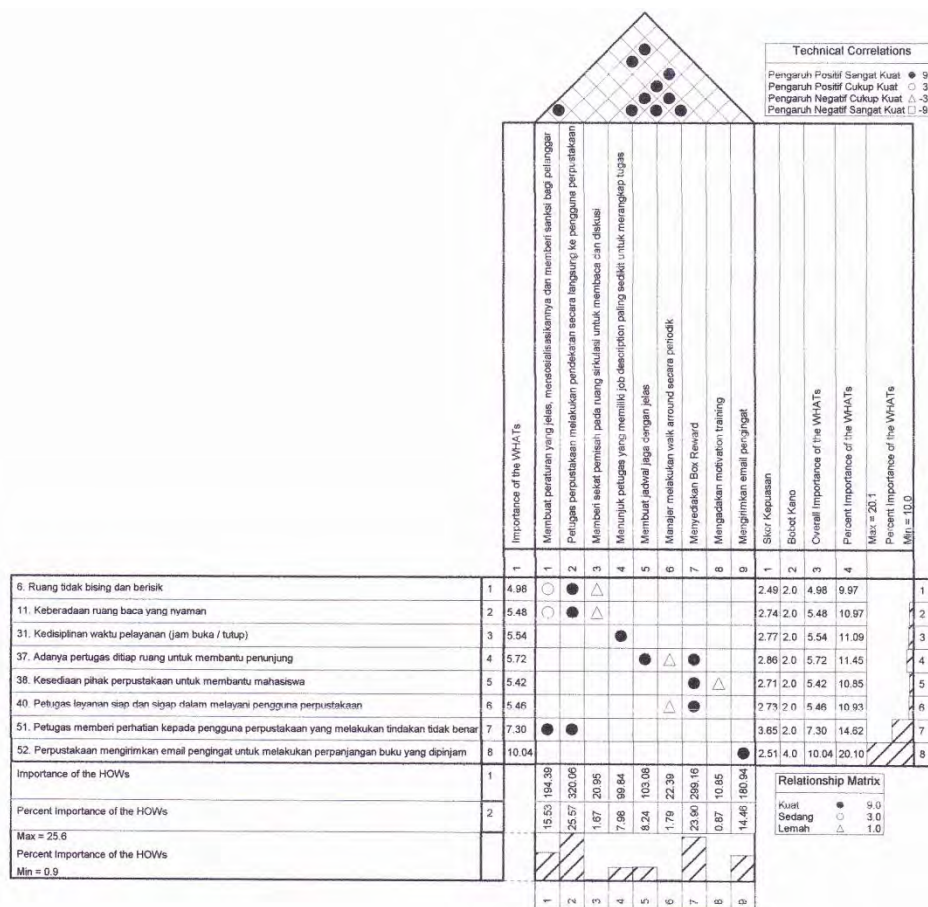 Technical Correlations
Pengaruh Positif Sangat Kuat ● 9
Pengaruh Positif Cukup Kuat ○ 3
Pengaruh Negatif Cukup Kuat △ -3
Pengaruh Negatif Sangat Kuat □ -9
Importance of the WHATs
Membuat peraturan yang jelas, mensosialisasikannya dan memberi sanksi bagi pelanggar
Petugas perpustakaan melakukan pendekatan secara langsung ke pengguna perpustakaan
Memberi sekat pemisah pada ruang sirkulasi untuk membaca dan diskusi
Menunjuk petugas yang memiliki job description paling sedikit untuk merangkap tugas
Membuat jadwal jaga dengan jelas
Manajer melakukan walk arround secara periodik
Menyediakan Box Reward
Mengadakan motivation training
Mengirimkan email pengingat
Skor Kepuasan
Bobot Kano
Overall Importance of the WHATs
Percent Importance of the WHATs
Max = 20.1
Percent Importance of the WHATs
Min = 10.0
1 1 2 3 4 5 6 7 8 9 1 2 3 4
6. Ruang tidak bising dan berisik 1 4.98 ○ ● △ 2.49 2.0 4.98 9.97 1
11. Keberadaan ruang baca yang nyaman 2 5.48 ○ ● △ 2.74 2.0 5.48 10.97 2
31. Kedisiplinan waktu pelayanan (jam buka / tutup) 3 5.54 ● 2.77 2.0 5.54 11.09 3
37. Adanya pertugas ditiap ruang untuk membantu penunjung 4 5.72 ● △ ● 2.86 2.0 5.72 11.45 4
38. Kesediaan pihak perpustakaan untuk membantu mahasiswa 5 5.42 ● △ 2.71 2.0 5.42 10.85 5
40. Petugas layanan siap dan sigap dalam melayani pengguna perpustakaan 6 5.46 △ ● 2.73 2.0 5.46 10.93 6
51. Petugas memberi perhatian kepada pengguna perpustakaan yang melakukan tindakan tidak benar 7 7.30 ● ● 3.65 2.0 7.30 14.62 7
52. Perpustakaan mengirimkan email pengingat untuk melakukan perpanjangan buku yang dipinjam 8 10.04 ● 2.51 4.0 10.04 20.10 8
Importance of the HOWs 1 194.39 320.06 20.95 99.84 103.08 22.39 299.16 10.85 180.94
Percent Importance of the HOWs 2 15.53 25.57 1.67 7.98 8.24 1.79 23.90 0.87 14.46
Max = 25.6
Percent Importance of the HOWs
Min = 0.9
1 2 3 4 5 6 7 8 9
Relationship Matrix
Kuat ● 9.0
Sedang ○ 3.0
Lemah △ 1.0